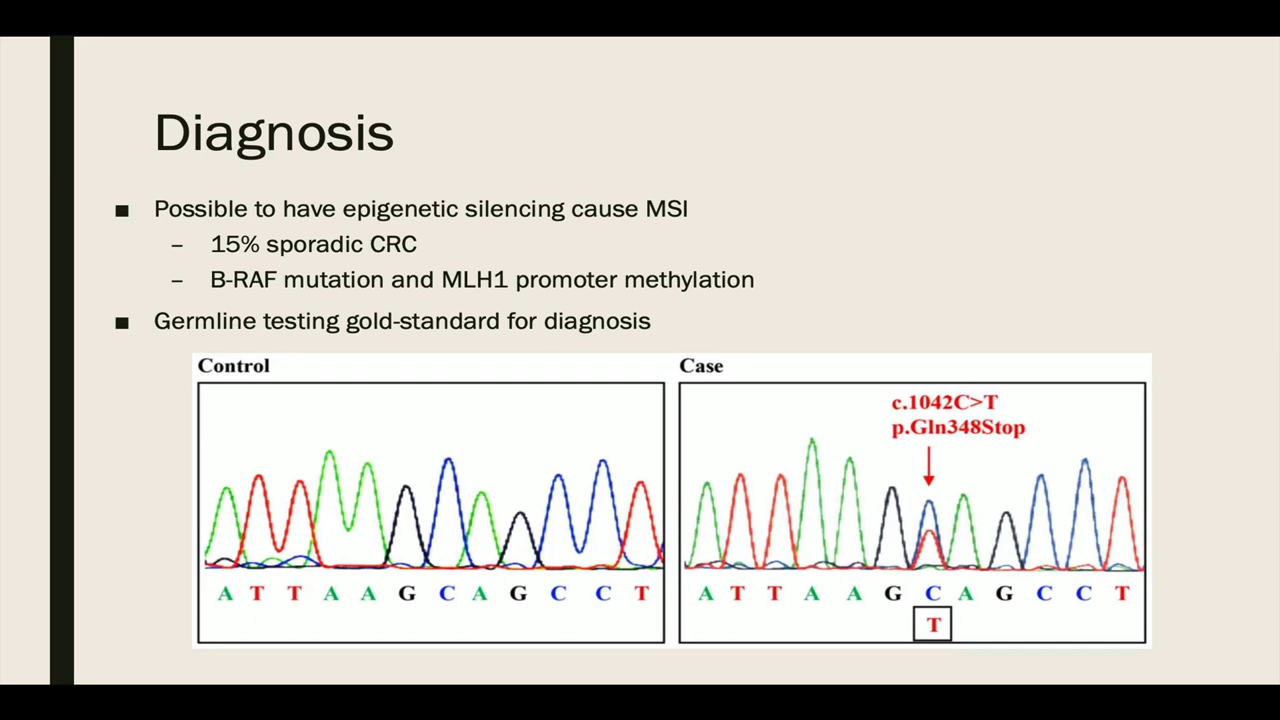 Diagnosis
■ Possible to have epigenetic silencing cause MSI
– 15% sporadic CRC
– B-RAF mutation and MLH1 promoter methylation
■ Germline testing gold-standard for diagnosis
Control
A T T A A G C A G C C T
Case
c.1042C>T
p.Gln348Stop
A T T A A G C A G C C T
T